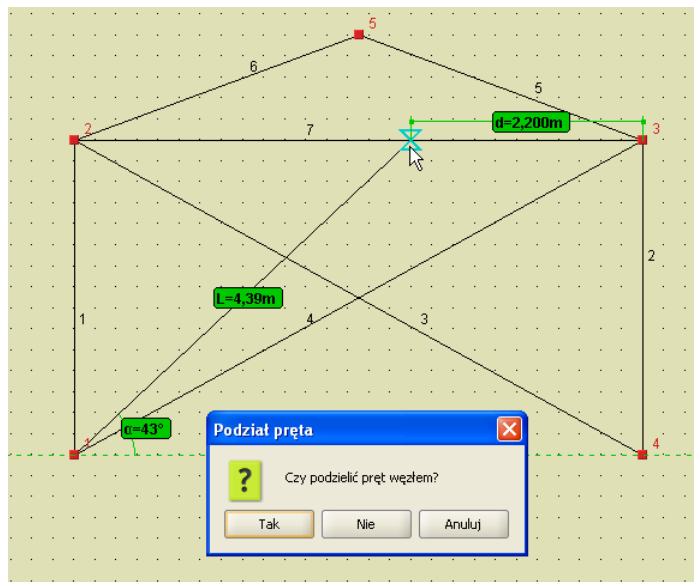 5
6
5
d=2,200m
2
7
3
2
L=4,39m
1
4
3
α=43°
1
4
Podział pręta
Czy podzielić pręt węzłem?
Tak
Nie
Anuluj